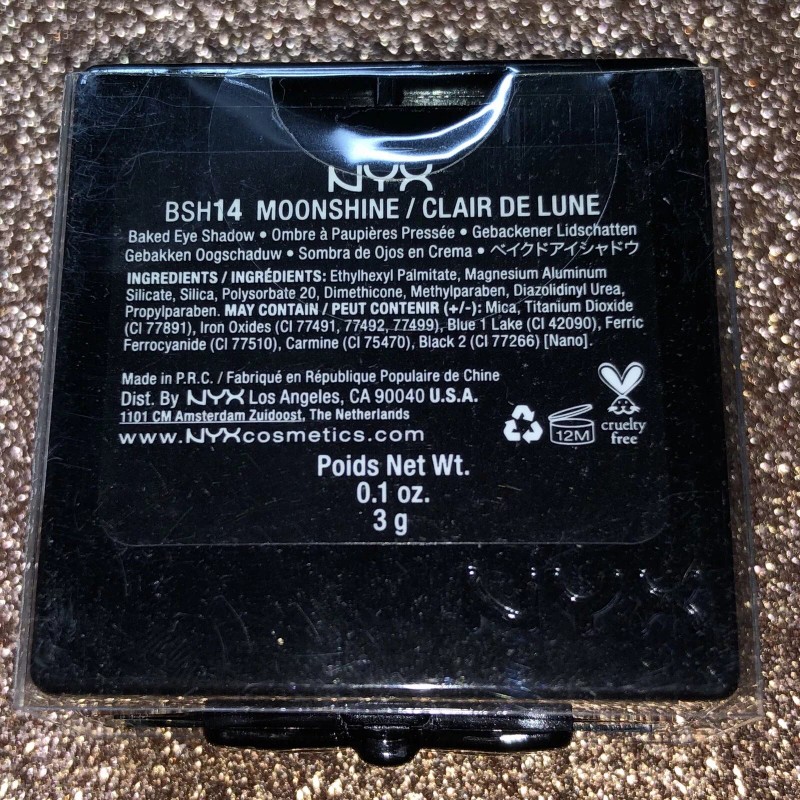 NYX
BSH14 MOONSHINE / CLAIR DE LUNE
Baked Eye Shadow • Ombre à Paupières Pressée • Gebackener Lidschatten
Gebakken Oogschaduw • Sombra de Ojos en Crema • ベイクドアイシャドウ
INGREDIENTS / INGRÉDIENTS: Ethylhexyl Palmitate, Magnesium Aluminum
Silicate, Silica, Polysorbate 20, Dimethicone, Methylparaben, Diazolidinyl Urea,
Propylparaben. MAY CONTAIN / PEUT CONTENIR (+/-): Mica, Titanium Dioxide
(CI 77891), Iron Oxides (CI 77491, 77492, 77499), Blue 1 Lake (CI 42090), Ferric
Ferrocyanide (CI 77510), Carmine (CI 75470), Black 2 (CI 77266) [Nano].
Made in P.R.C. / Fabriqué en République Populaire de Chine
Dist. By NYX Los Angeles, CA 90040 U.S.A.
1101 CM Amsterdam Zuidoost, The Netherlands
www.NYXcosmetics.com
12M
cruelty
free
Poids Net Wt.
0.1 oz.
3 g
NYX